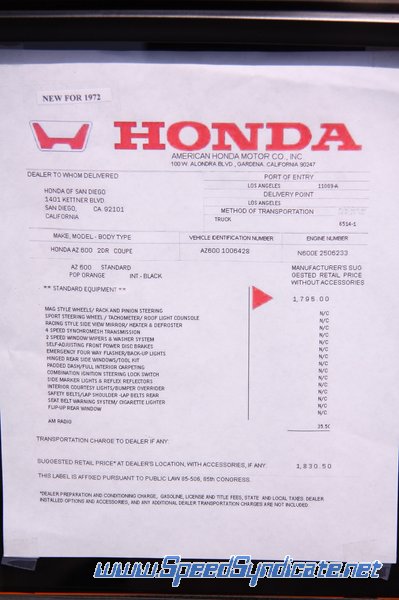 NEW FOR 1972
HONDA
AMERICAN HONDA MOTOR CO., INC
100 W. ALONDRA BLVD., GARDENA. CALIFORNIA 90247
DEALER TO WHOM DELIVERED
PORT OF ENTRY
LOS ANGELES 11009-A
HONDA OF SAN DIEGO
1401 KETTNER BLVD.
SAN DIEGO, CA 92101
CALIFORNIA
DELIVERY POINT
LOS ANGELES
METHOD OF TRANSPORTATION
TRUCK
6514-1
MAKE, MODEL - BODY TYPE VEHICLE IDENTIFICATION NUMBER ENGINE NUMBER
HONDA AZ 600 2DR COUPE AZ600 1006428 N600E 2506233
AZ 600 STANDARD
POP ORANGE INT - BLACK
MANUFACTURER'S SUG
GESTED RETAIL PRICE
WITHOUT ACCESSORIES
** STANDARD EQUIPMENT **
1,795.00
MAG STYLE WHEELS/ RACK AND PINION STEERING N/C
SPORT STEERING WHEEL / TACHOMETER/ ROOF LIGHT COUNSOLE N/C
RACING STYLE SIDE VIEW MIRROR/ HEATER & DEFROSTER N/C
4 SPEED SYNCHROMESH TRANSMISSION N/C
2 SPEED WINDOW WIPERS & WASHER SYSTEM N/C
SELF-ADJUSTING FRONT POWER DISC BRAKES N/C
EMERGENCY FOUR WAY FLASHER/BACK-UP LIGHTS N/C
HINGED REAR SIDE WINDOWS/TOOL KIT N/C
PADDED DASH/FULL INTERIOR CARPETING N/C
COMBINATION IGNITION STEERING LOCK SWITCH N/C
SIDE MARKER LIGHTS & REFLEX REFLECTORS N/C
INTERIOR COURTESY LIGHTS/BUMPER OVERRIDER N/C
SAFETY BELTS/LAP SHOULDER -LAP BELTS REAR N/C
SEAT BELT WARNING SYSTEM/ CIGARETTE LIGHTER N/C
FLIP-UP REAR WINDOW N/C
AM RADIO 35.50
TRANSPORTATION CHARGE TO DEALER IF ANY:
SUGGESTED RETAIL PRICE* AT DEALER'S LOCATION, WITH ACCESSORIES, IF ANY: 1,830.50
THIS LABEL IS AFFIXED PURSUANT TO PUBLIC LAW 85-506, 85th CONGRESS.
*DEALER PREPARATION AND CONDITIONING CHARGE, GASOLINE, LICENSE AND TITLE FEES, STATE AND LOCAL TAXES. DEALER
INSTALLED OPTIONS AND ACCESSORIES, AND ANY OTHER DEALER TRANSPORTATION CHARGES ARE NOT INCLUDED.
www.SpeedSyndicate.net